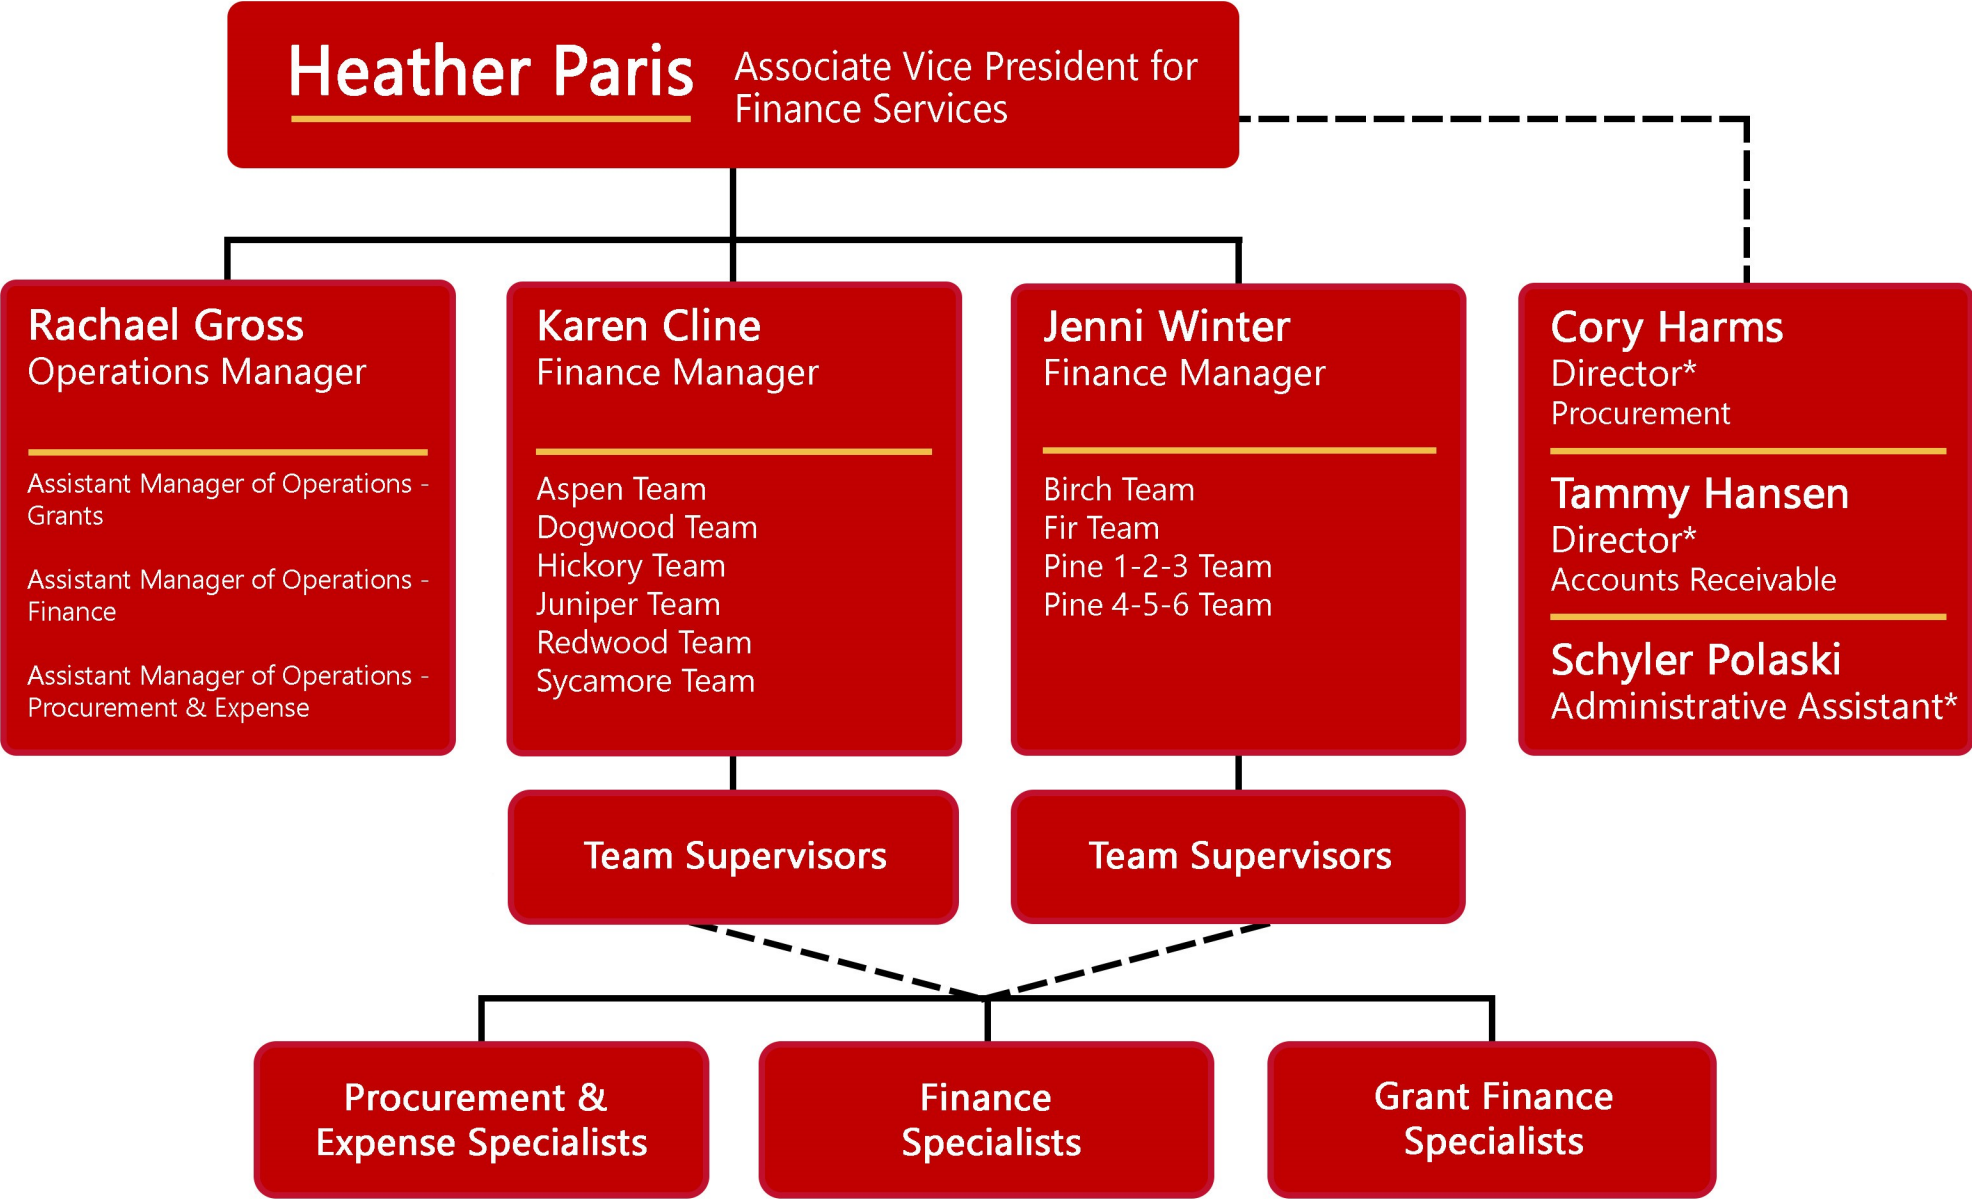 Heather Paris
Associate Vice President for
Finance Services
Rachael Gross
Operations Manager
Assistant Manager of Operations -
Grants
Assistant Manager of Operations -
Finance
Assistant Manager of Operations -
Procurement & Expense
Karen Cline
Finance Manager
Aspen Team
Dogwood Team
Hickory Team
Juniper Team
Redwood Team
Sycamore Team
Jenni Winter
Finance Manager
Birch Team
Fir Team
Pine 1-2-3 Team
Pine 4-5-6 Team
Cory Harms
Director*
Procurement
Tammy Hansen
Director*
Accounts Receivable
Schyler Polaski
Administrative Assistant*
Team Supervisors
Team Supervisors
Procurement &
Expense Specialists
Finance
Specialists
Grant Finance
Specialists